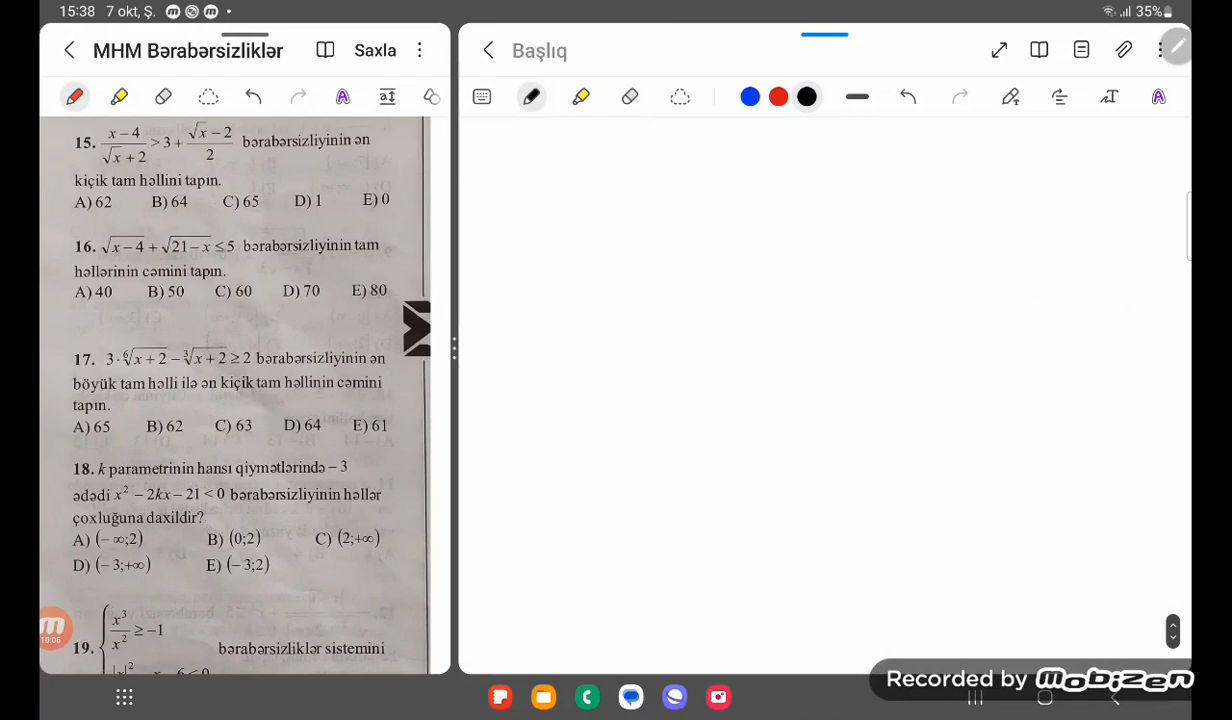 15:38 7 okt, Ş. 35%
MHM Bərabərsizliklər Saxla
Başlıq
15. x−4/√x+2 > 3 + √x−2/2 bərabərsizliyinin ən
kiçik tam həllini tapın.
A) 62 B) 64 C) 65 D) 1 E) 0
16. √x−4 + √21−x ≤ 5 bərabərsizliyinin tam
həllərinin cəmini tapın.
A) 40 B) 50 C) 60 D) 70 E) 80
17. 3·⁶√x+2 − ³√x+2 ≥ 2 bərabərsizliyinin ən
böyük tam həlli ilə ən kiçik tam həllinin cəmini
tapın.
A) 65 B) 62 C) 63 D) 64 E) 61
18. k parametrinin hansı qiymətlərində −3
ədədi x² − 2kx − 21 < 0 bərabərsizliyinin həllər
çoxluğuna daxildir?
A) (−∞;2) B) (0;2) C) (2;+∞)
D) (−3;+∞) E) (−3;2)
x³/x² ≥ −1
19. bərabərsizliklər sistemini
10:06
Recorded by mobizen